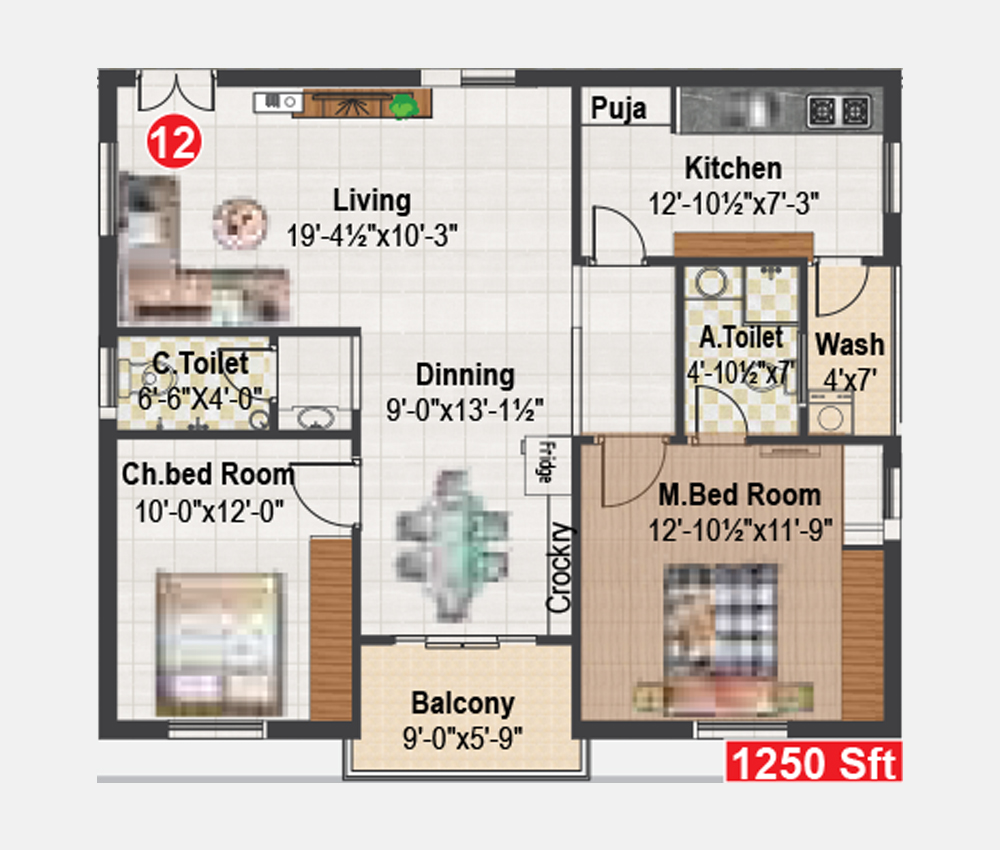 12
Puja
Kitchen
12'-10½"x7'-3"
Living
19'-4½"x10'-3"
C.Toilet
6'-6"X4'-0"
Dinning
9'-0"x13'-1½"
A.Toilet
4'-10½"x7'
Wash
4'x7'
Fridge
Ch.bed Room
10'-0"x12'-0"
M.Bed Room
12'-10½"x11'-9"
Crockry
Balcony
9'-0"x5'-9"
1250 Sft